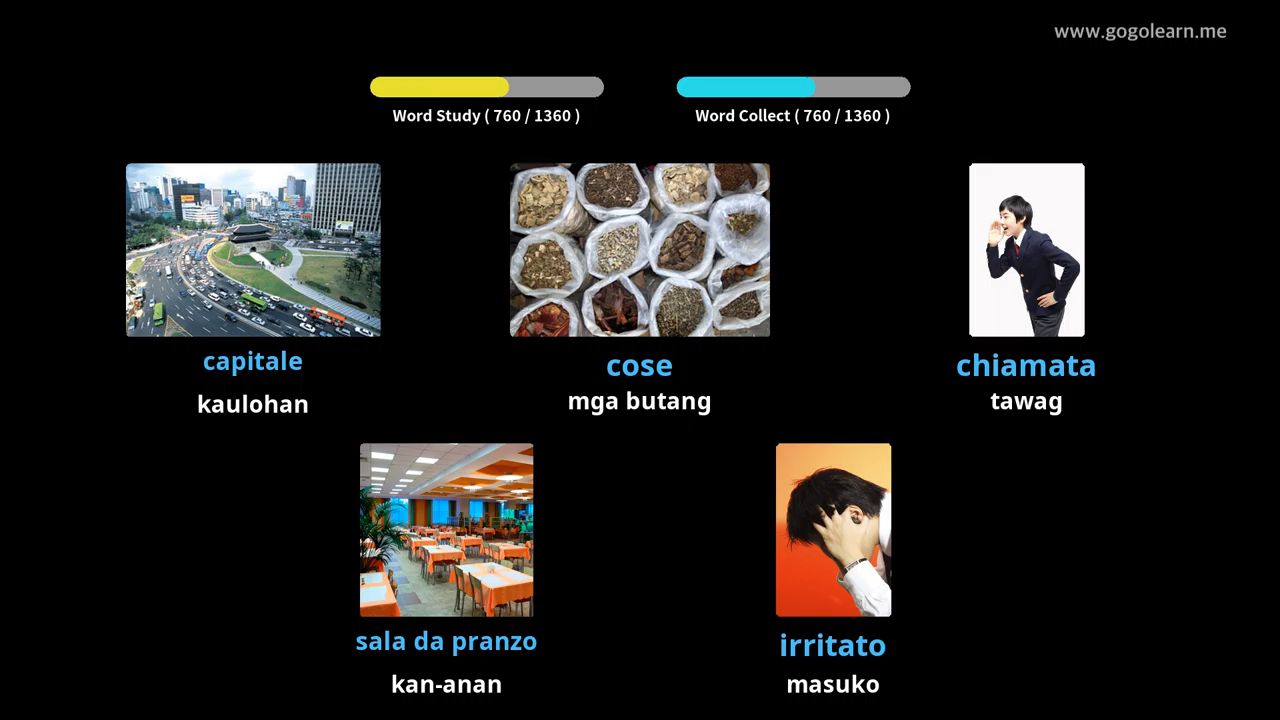 www.gogolearn.me
Word Study ( 760 / 1360 )
Word Collect ( 760 / 1360 )
capitale
kaulohan
cose
mga butang
chiamata
tawag
sala da pranzo
kan-anan
irritato
masuko